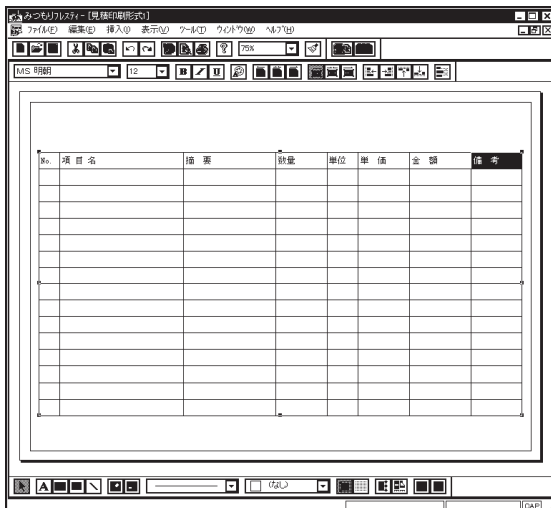 みつもりフレスティ - [見積印刷形式1]
ファイル(F) 編集(E) 挿入(I) 表示(V) ツール(T) ウィンドウ(W) ヘルプ(H)
75%
MS 明朝 12 B I U
No. 項目名 摘要 数量 単位 単価 金額 備考
A (なし)
CAP